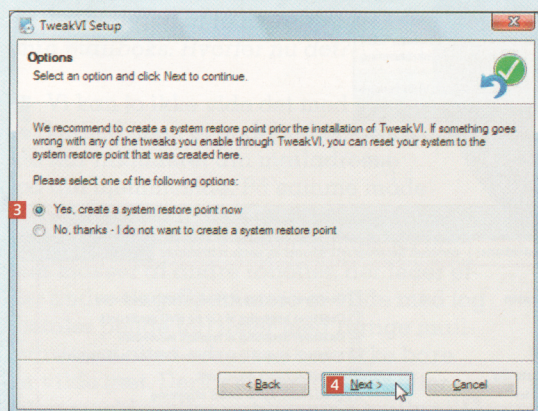 TweakVI Setup
Options
Select an option and click Next to continue.
We recommend to create a system restore point prior the installation of TweakVI. If something goes
wrong with any of the tweaks you enable through TweakVI, you can reset your system to the
system restore point that was created here.
Please select one of the following options:
3 Yes, create a system restore point now
No, thanks - I do not want to create a system restore point
< Back 4 Next > Cancel